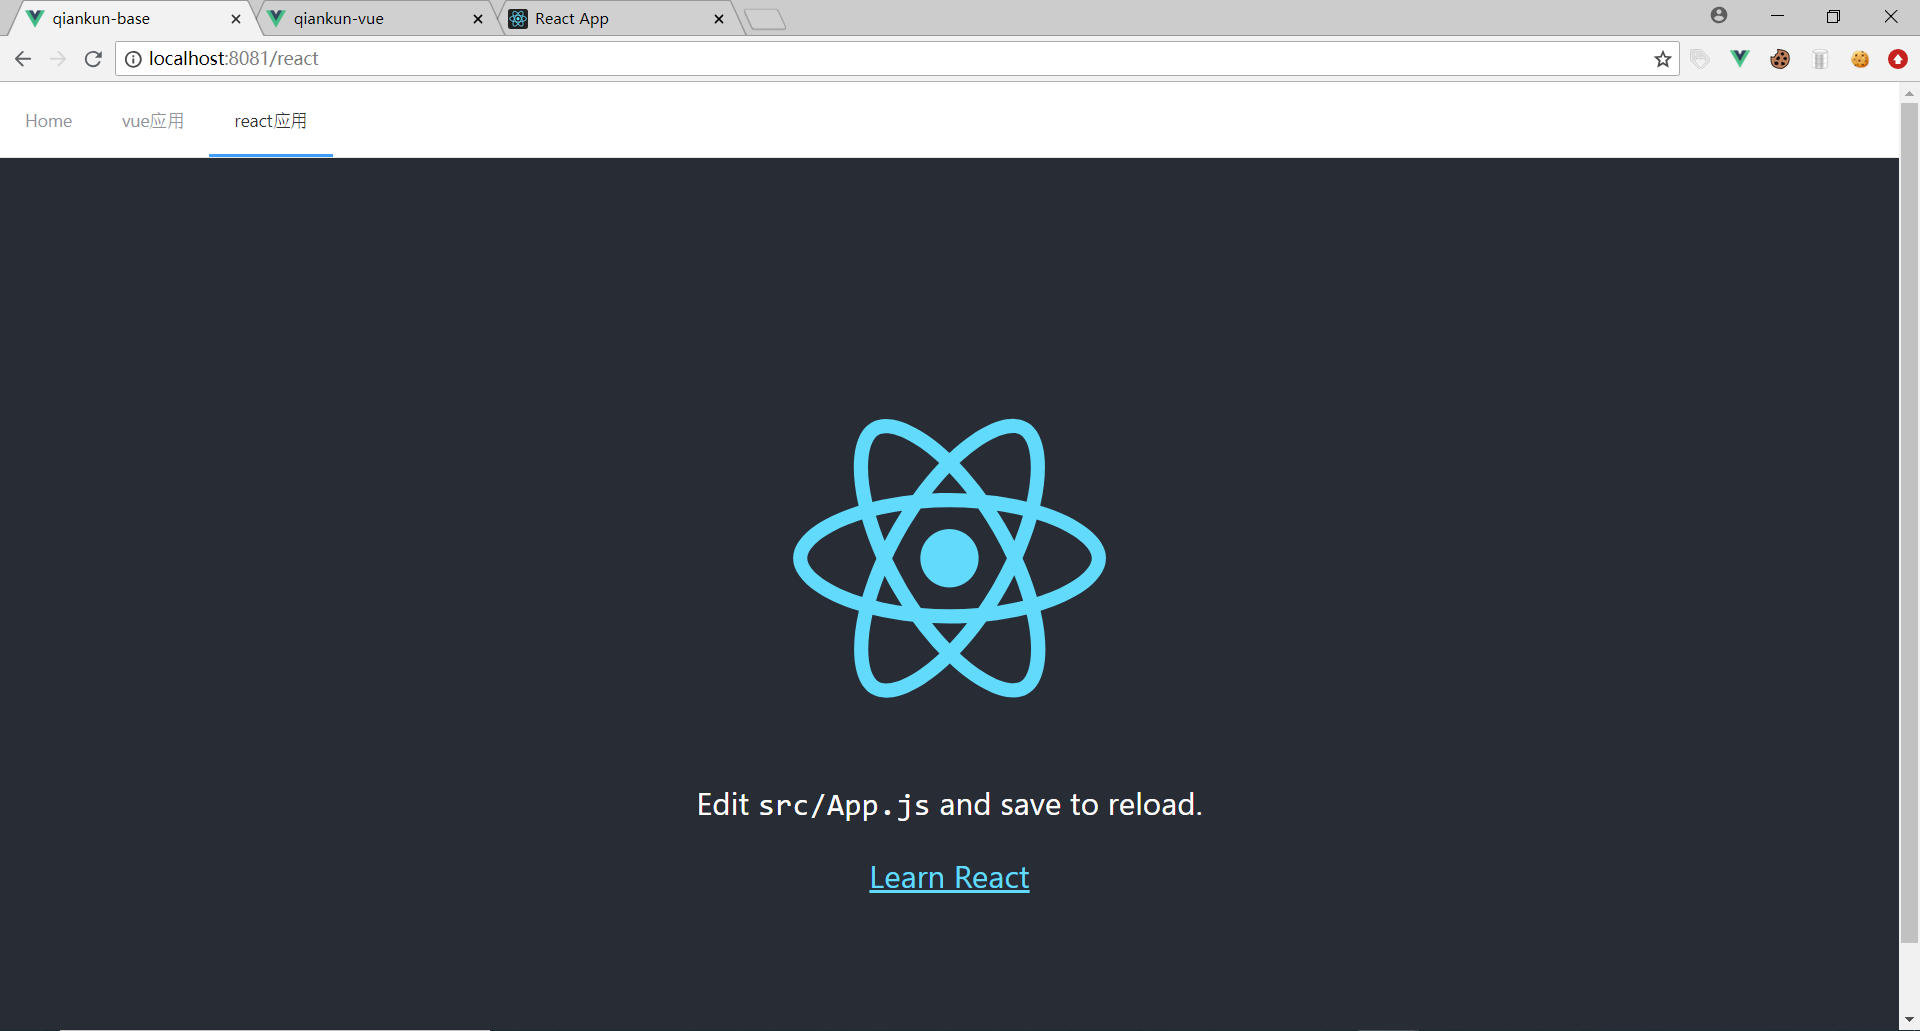 qiankun-base
qiankun-vue
React App
localhost:8081/react
Home
vue应用
react应用
Edit src/App.js and save to reload.
Learn React